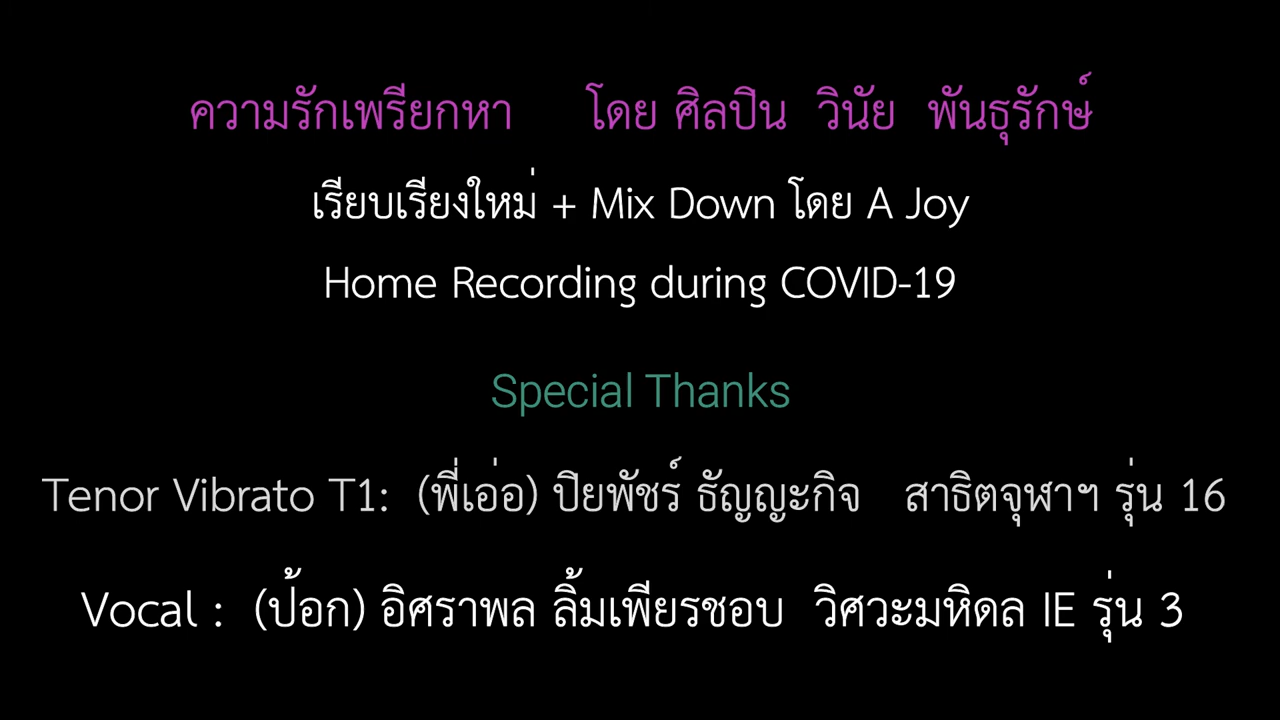 ความรักเพรียกหา โดย ศิลปิน วินัย พันธุรักษ์
เรียบเรียงใหม่ + Mix Down โดย A Joy
Home Recording during COVID-19
Special Thanks
Tenor Vibrato T1: (พี่เอ่อ) ปิยพัชร์ ธัญญะกิจ สาธิตจุฬาฯ รุ่น 16
Vocal : (ป้อก) อิศราพล ลิ้มเพียรชอบ วิศวะมหิดล IE รุ่น 3